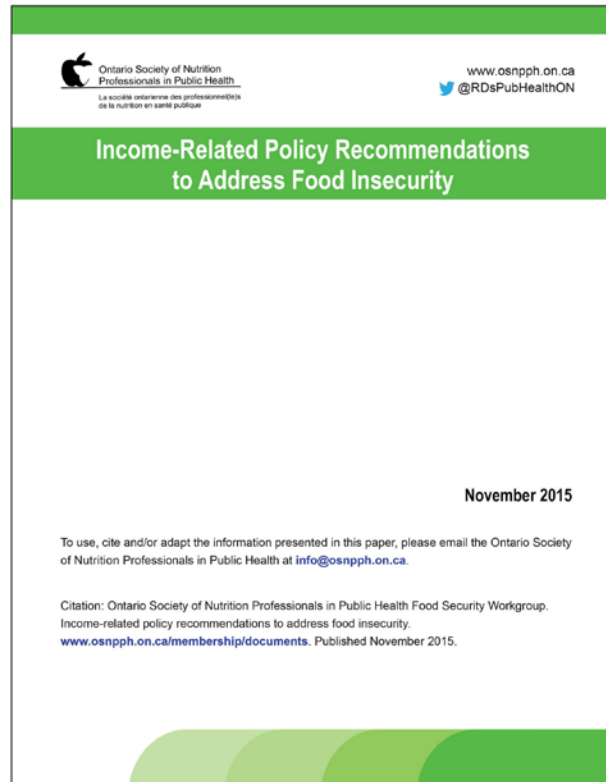 Ontario Society of Nutrition
Professionals in Public Health
La société ontarienne des professionnel(le)s
de la nutrition en santé publique
www.osnpph.on.ca
@RDsPubHealthON
Income-Related Policy Recommendations
to Address Food Insecurity
November 2015
To use, cite and/or adapt the information presented in this paper, please email the Ontario Society
of Nutrition Professionals in Public Health at info@osnpph.on.ca.
Citation: Ontario Society of Nutrition Professionals in Public Health Food Security Workgroup.
Income-related policy recommendations to address food insecurity.
www.osnpph.on.ca/membership/documents. Published November 2015.